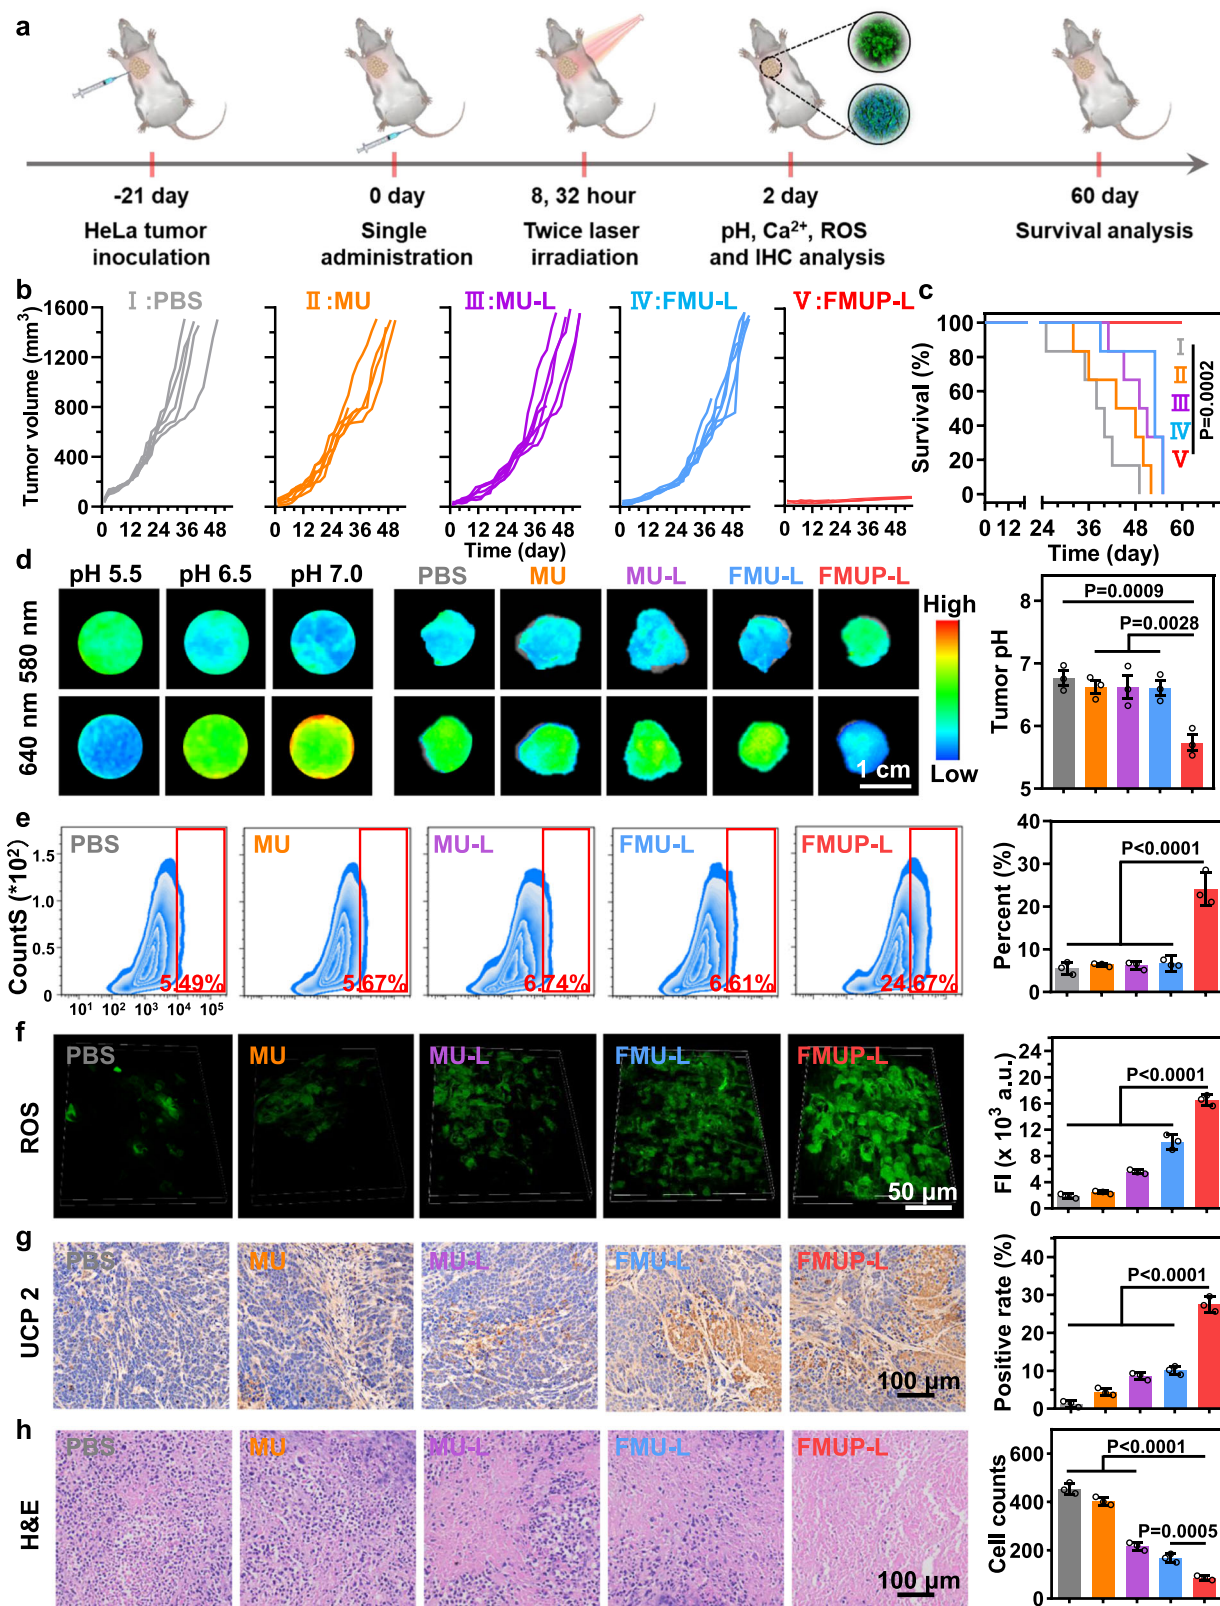 a
-21 day
0 day
8, 32 hour
2 day
60 day
HeLa tumor
inoculation
Single
administration
Twice laser
irradiation
pH, Ca²⁺, ROS
and IHC analysis
Survival analysis
b
Ⅰ:PBS
Ⅱ:MU
Ⅲ:MU-L
Ⅳ:FMU-L
Ⅴ:FMUP-L
Tumor volume (mm³)
1600
1200
800
400
0
0 12 24 36 48
0 12 24 36 48
0 12 24 36 48
0 12 24 36 48
0 12 24 36 48
Time (day)
c
Survival (%)
100
80
60
40
20
0
Ⅰ
Ⅱ
Ⅲ
Ⅳ
Ⅴ
P=0.0002
0 12 24 36 48 60
Time (day)
d
pH 5.5
pH 6.5
pH 7.0
PBS
MU
MU-L
FMU-L
FMUP-L
580 nm
640 nm
High
Low
1 cm
Tumor pH
8
7
6
5
P=0.0009
P=0.0028
e
CountS (*10²)
1.5
1.0
0.5
0
PBS
MU
MU-L
FMU-L
FMUP-L
5.49%
5.67%
6.74%
6.61%
24.67%
10¹ 10² 10³ 10⁴ 10⁵
Percent (%)
40
30
20
10
0
P<0.0001
f
ROS
PBS
MU
MU-L
FMU-L
FMUP-L
50 μm
FI (x 10³ a.u.)
24
20
16
12
8
4
0
P<0.0001
g
UCP 2
PBS
MU
MU-L
FMU-L
FMUP-L
100 μm
Positive rate (%)
40
30
20
10
0
P<0.0001
h
H&E
PBS
MU
MU-L
FMU-L
FMUP-L
100 μm
Cell counts
600
400
200
0
P<0.0001
P=0.0005